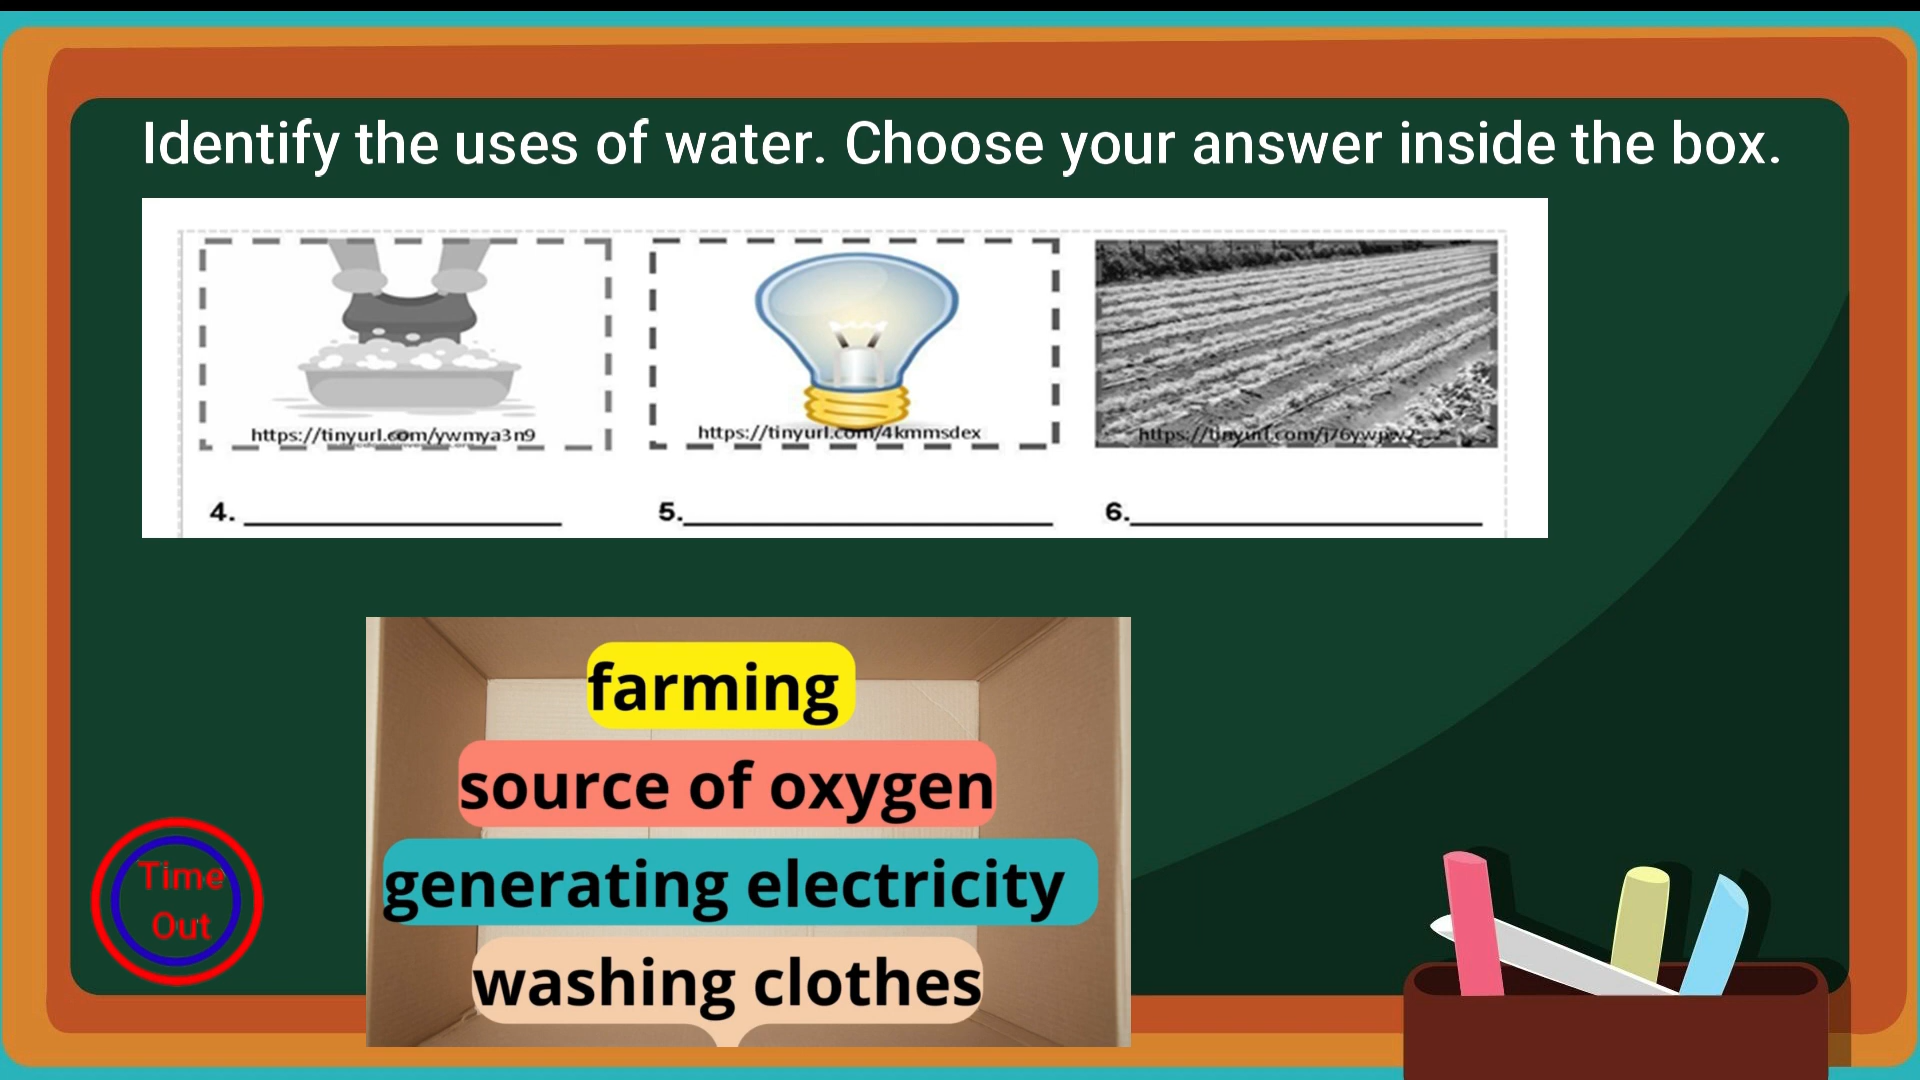 Identify the uses of water. Choose your answer inside the box.
https://tinyurl.com/ywmya3n9
https://tinyurl.com/4kmmsdex
4.
5.
6.
farming
source of oxygen
generating electricity
washing clothes
Time
Out